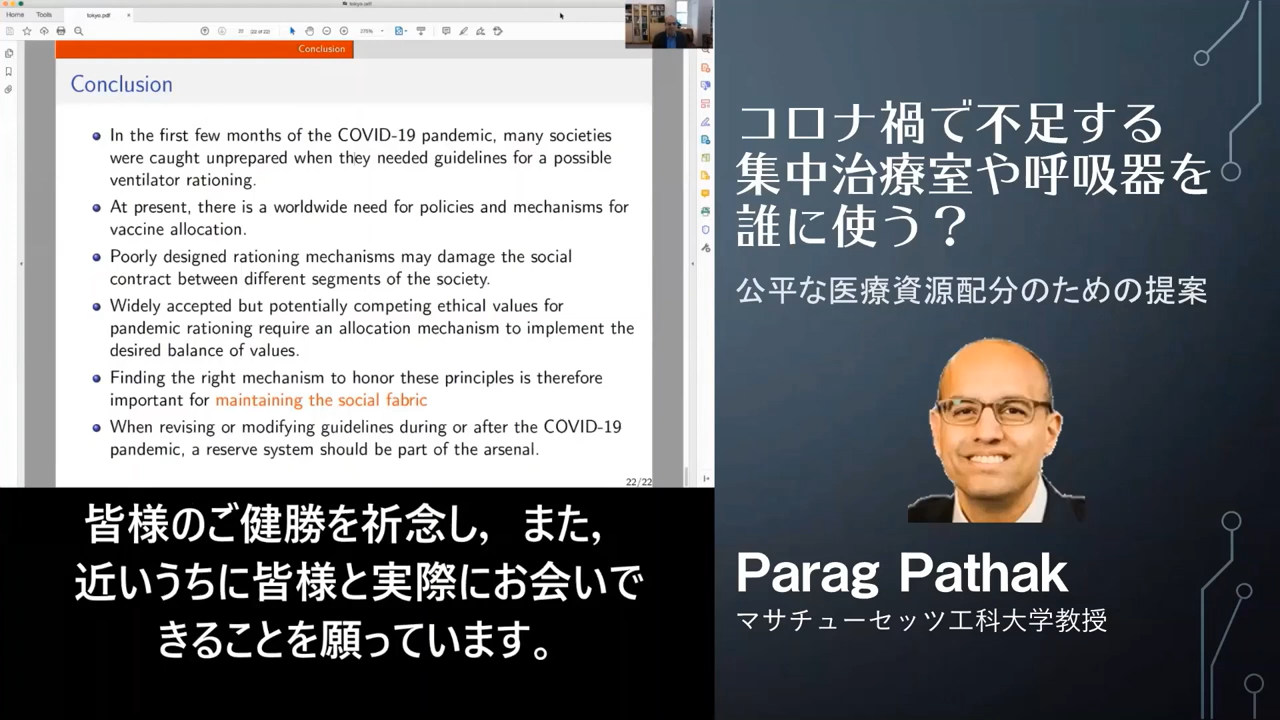 tokyo.pdf
Home
Tools
tokyo.pdf
22 (22 of 22)
Conclusion
Conclusion
In the first few months of the COVID-19 pandemic, many societies
were caught unprepared when they needed guidelines for a possible
ventilator rationing.
At present, there is a worldwide need for policies and mechanisms for
vaccine allocation.
Poorly designed rationing mechanisms may damage the social
contract between different segments of the society.
Widely accepted but potentially competing ethical values for
pandemic rationing require an allocation mechanism to implement the
desired balance of values.
Finding the right mechanism to honor these principles is therefore
important for maintaining the social fabric
When revising or modifying guidelines during or after the COVID-19
pandemic, a reserve system should be part of the arsenal.
22/22
皆様のご健勝を祈念し，また，
近いうちに皆様と実際にお会いで
きることを願っています。
コロナ禍で不足する
集中治療室や呼吸器を
誰に使う？
公平な医療資源配分のための提案
Parag Pathak
マサチューセッツ工科大学教授